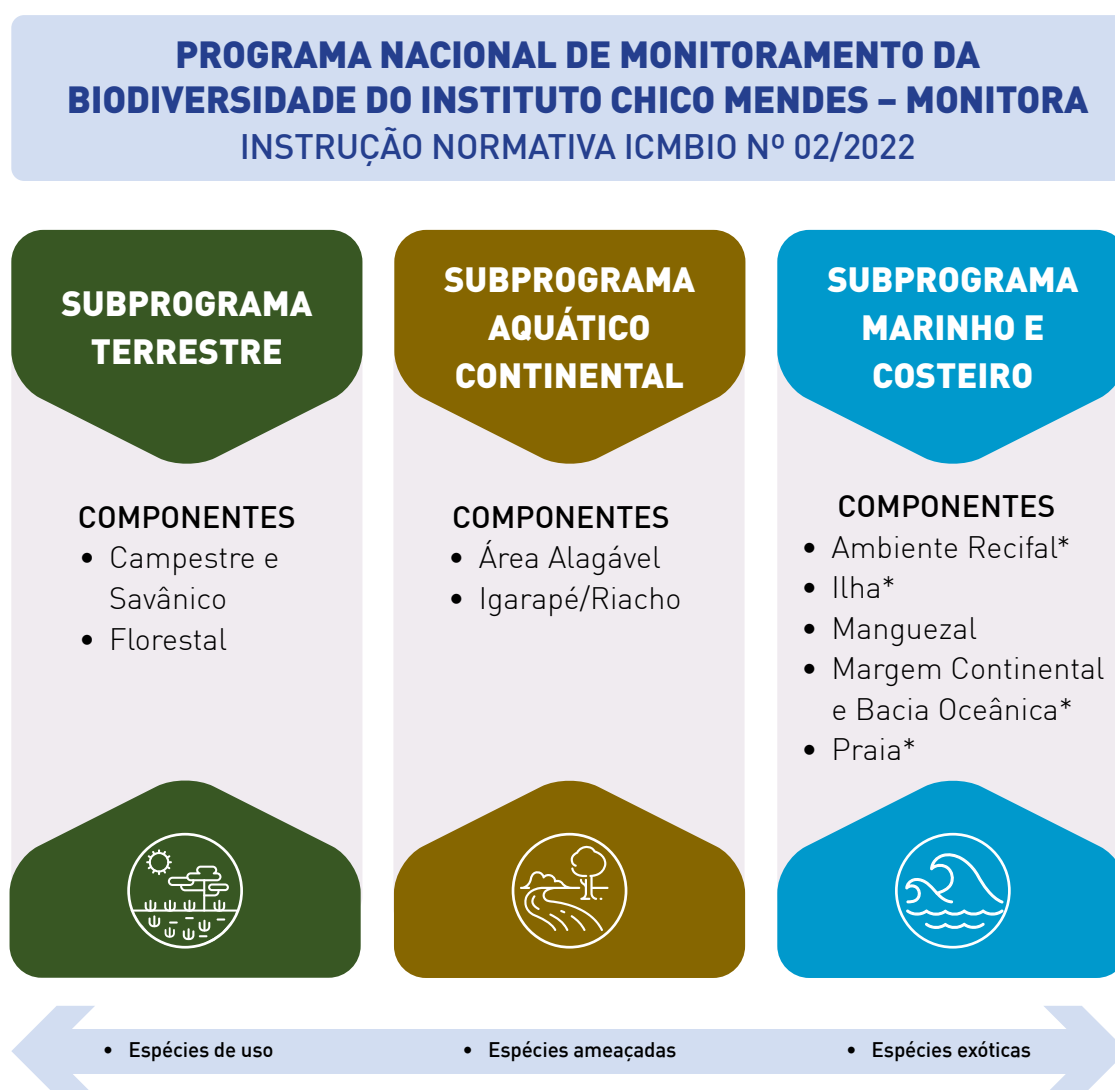 PROGRAMA NACIONAL DE MONITORAMENTO DA
BIODIVERSIDADE DO INSTITUTO CHICO MENDES – MONITORA
INSTRUÇÃO NORMATIVA ICMBIO Nº 02/2022
SUBPROGRAMA
TERRESTRE
COMPONENTES
• Campestre e
Savânico
• Florestal
SUBPROGRAMA
AQUÁTICO
CONTINENTAL
COMPONENTES
• Área Alagável
• Igarapé/Riacho
SUBPROGRAMA
MARINHO E
COSTEIRO
COMPONENTES
• Ambiente Recifal*
• Ilha*
• Manguezal
• Margem Continental
e Bacia Oceânica*
• Praia*
• Espécies de uso
• Espécies ameaçadas
• Espécies exóticas